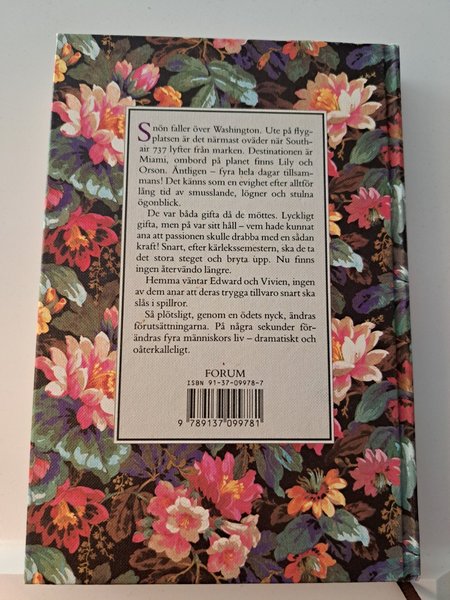 Snön faller över Washington. Ute på flyg-
platsen är det närmast oväder när South-
air 737 lyfter från marken. Destinationen är
Miami, ombord på planet finns Lily och
Orson. Äntligen – fyra hela dagar tillsam-
mans! Det känns som en evighet efter alltför
lång tid av smusslande, lögner och stulna
ögonblick.
De var båda gifta då de möttes. Lyckligt
gifta, men på var sitt håll – vem hade kunnat
ana att passionen skulle drabba med en sådan
kraft! Snart, efter kärlekssemestern, ska de ta
det stora steget och bryta upp. Nu finns
ingen återvändo längre.
Hemma väntar Edward och Vivien, ingen
av dem anar att deras trygga tillvaro snart ska
slås i spillror.
Så plötsligt, genom en ödets nyck, ändras
förutsättningarna. På några sekunder för-
ändras fyra människors liv – dramatiskt och
oåterkalleligt.
FORUM
ISBN 91-37-09978-7
9 789137 099781